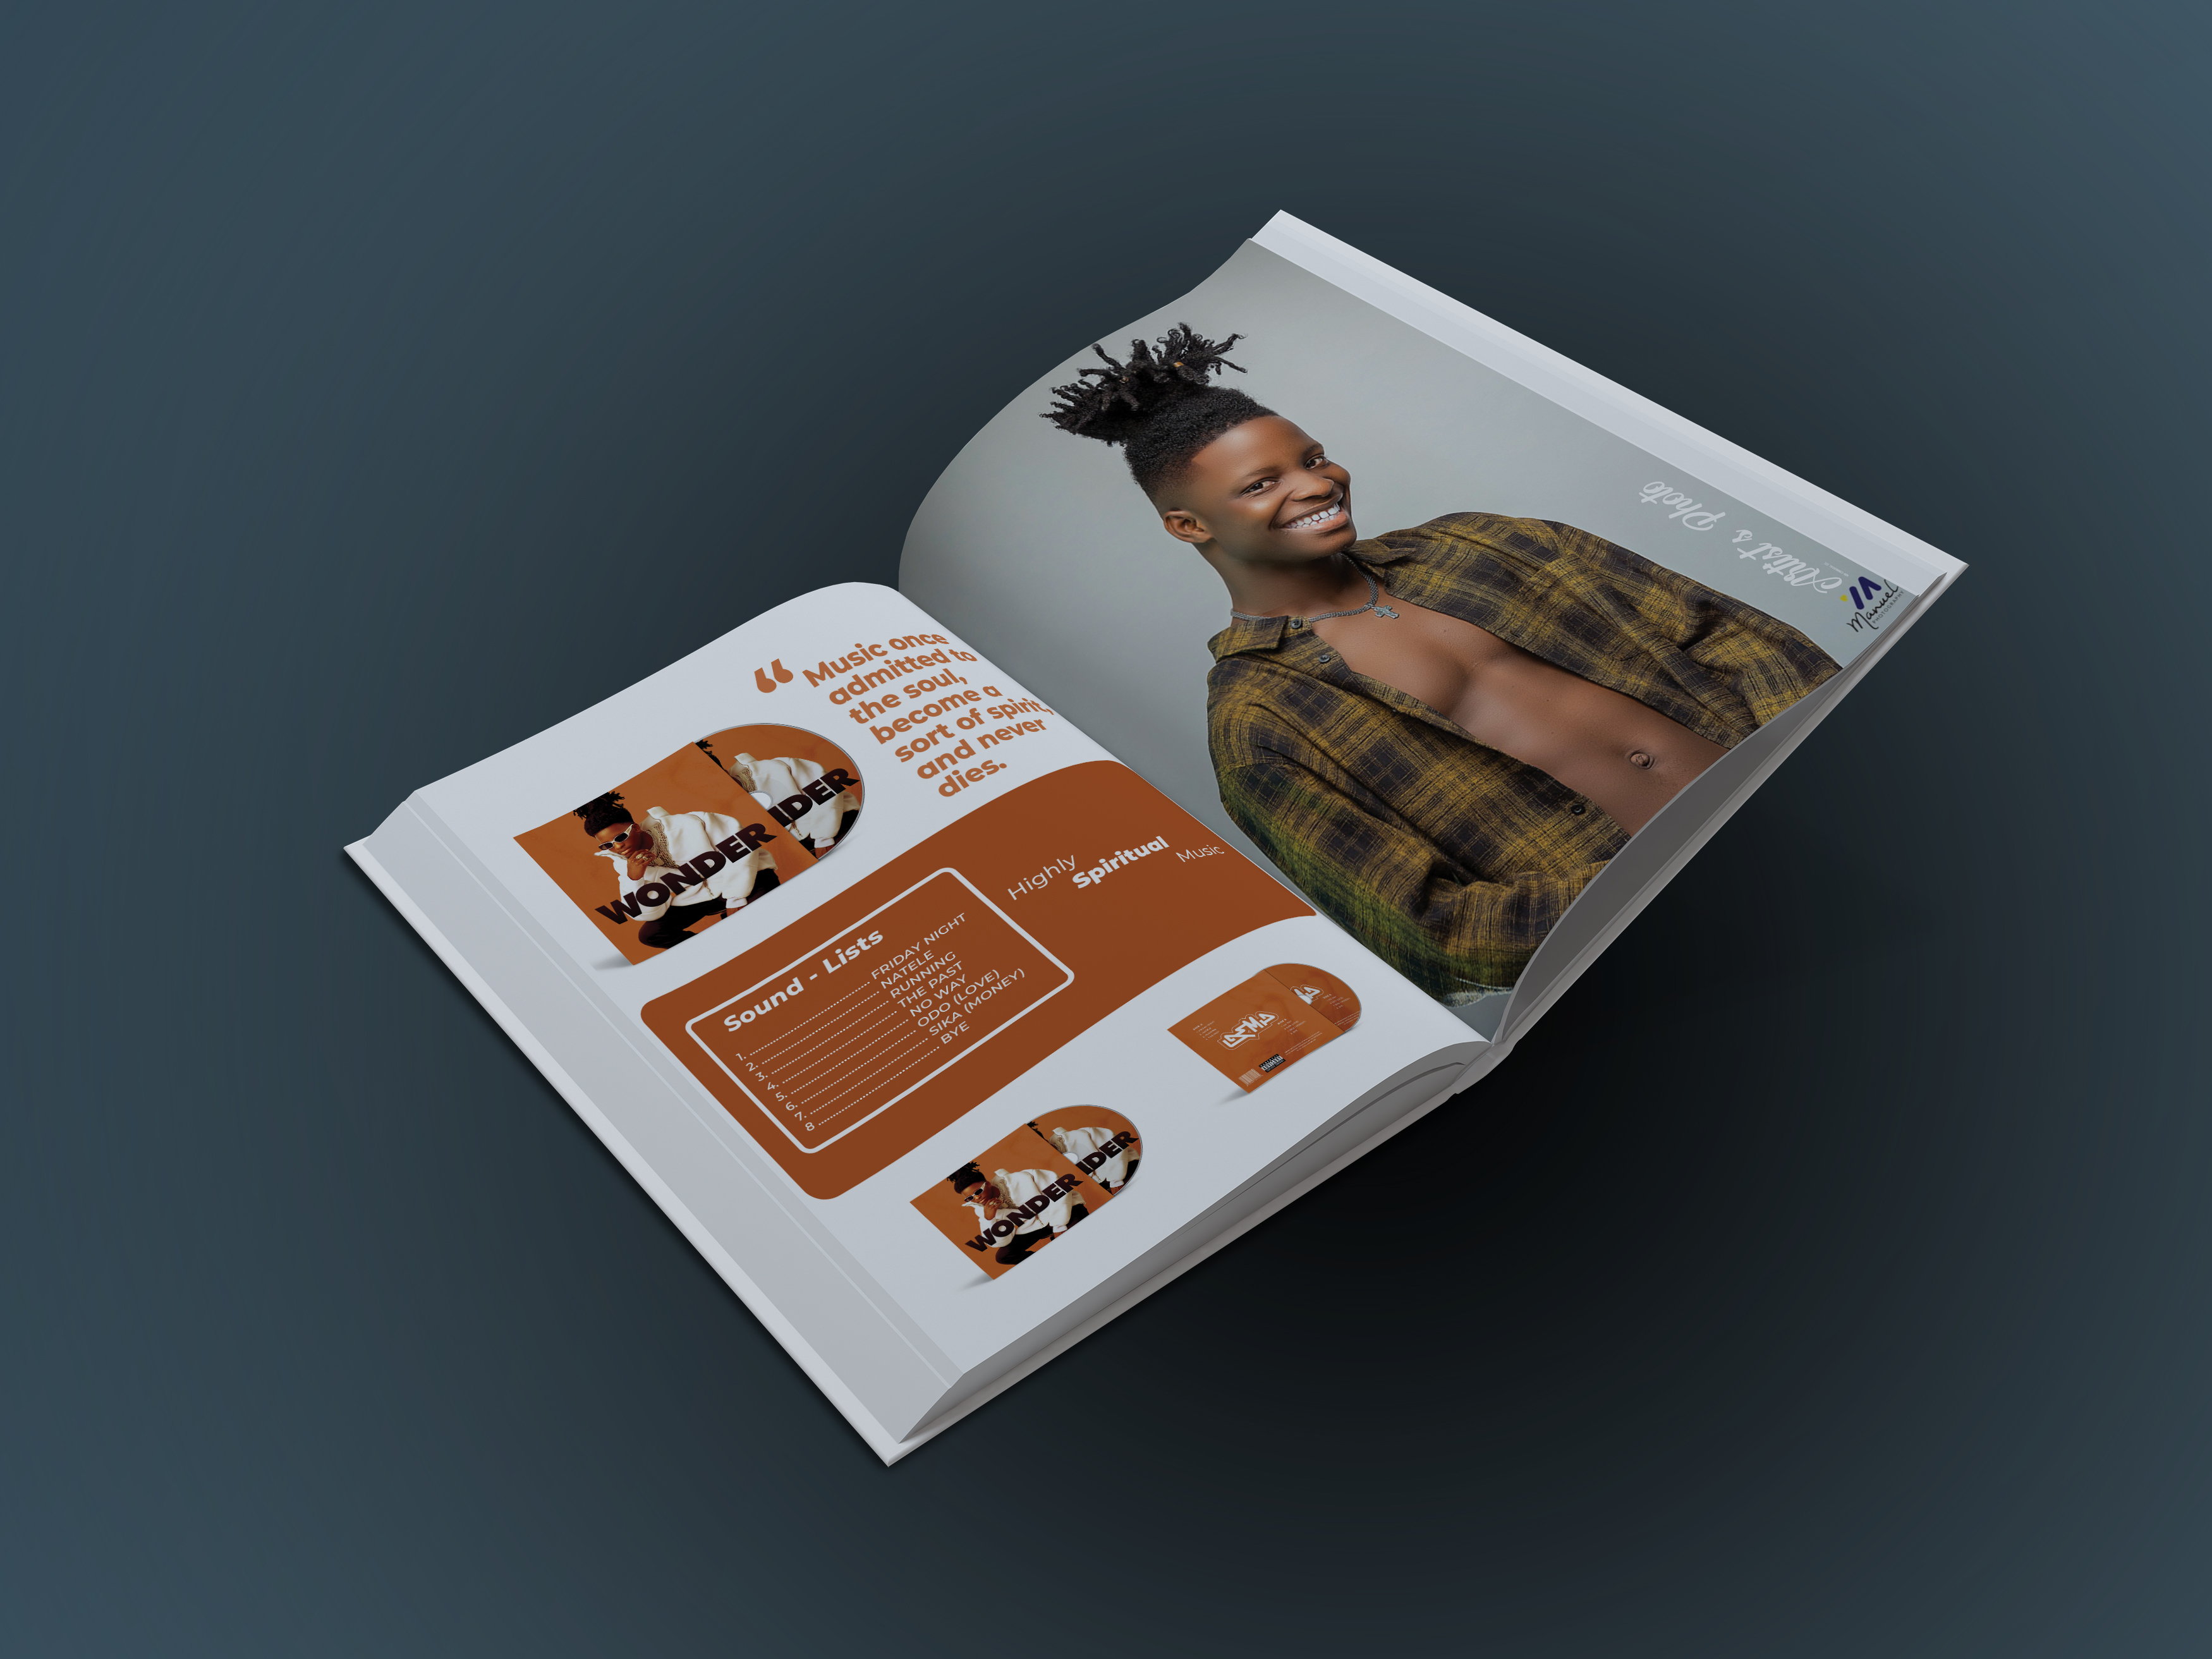 “ Music once
admitted to
the soul,
become a
sort of spirit,
and never
dies.
WONDER
IDER
Highly
Spiritual
Music
Sound - Lists
1. FRIDAY NIGHT
2. NATELE
3. RUNNING
4. THE PAST
5. NO WAY
6. ODO (LOVE)
7. SIKA (MONEY)
8 BYE
WONDER
IDER
Artist's Photo
Manuel
PHOTOGRAPHY